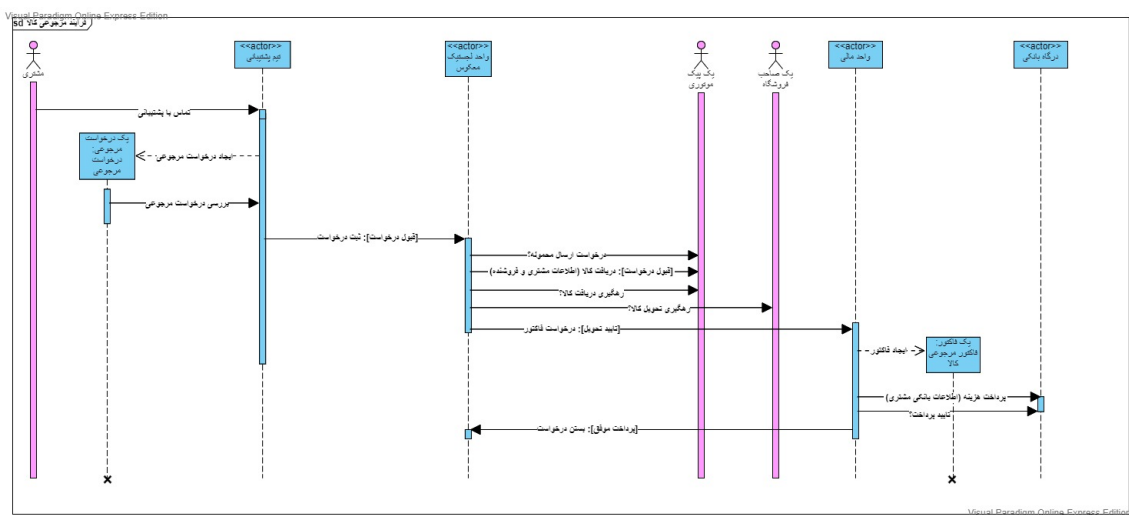 Visual Paradigm Online Express Edition
sd فرآیند مرجوعی کالا
مشتری
<<actor>>
تیم پشتیبانی
<<actor>>
واحد لجستیک
معکوس
یک پیک
موتوری
یک صاحب
فروشگاه
<<actor>>
واحد مالی
<<actor>>
درگاه بانکی
تماس با پشتیبانی
یک درخواست
مرجوعی:
درخواست
مرجوعی
ایجاد درخواست مرجوعی
بررسی درخواست مرجوعی
[قبول درخواست]: ثبت درخواست
درخواست ارسال محموله؟
[قبول درخواست]: دریافت کالا (اطلاعات مشتری و فروشنده)
رهگیری دریافت کالا؟
رهگیری تحویل کالا؟
[تایید تحویل]: درخواست فاکتور
یک فاکتور:
فاکتور مرجوعی
کالا
ایجاد فاکتور
پرداخت هزینه (اطلاعات بانکی مشتری)
تایید پرداخت؟
[پرداخت موفق]: بستن درخواست
Visual Paradigm Online Express Edition